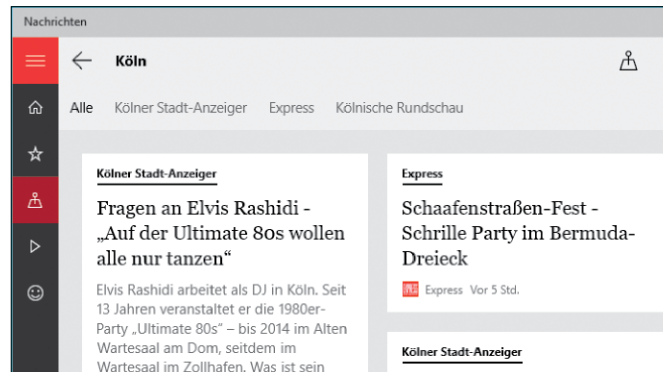 Nachrichten
Köln
Alle Kölner Stadt-Anzeiger Express Kölnische Rundschau
Kölner Stadt-Anzeiger
Fragen an Elvis Rashidi -
„Auf der Ultimate 80s wollen
alle nur tanzen“
Elvis Rashidi arbeitet als DJ in Köln. Seit
13 Jahren veranstaltet er die 1980er-
Party „Ultimate 80s“ – bis 2014 im Alten
Wartesaal am Dom, seitdem im
Wartesaal im Zollhafen. Was ist sein
Express
Schaafenstraßen-Fest -
Schrille Party im Bermuda-
Dreieck
Express Vor 5 Std.
Kölner Stadt-Anzeiger